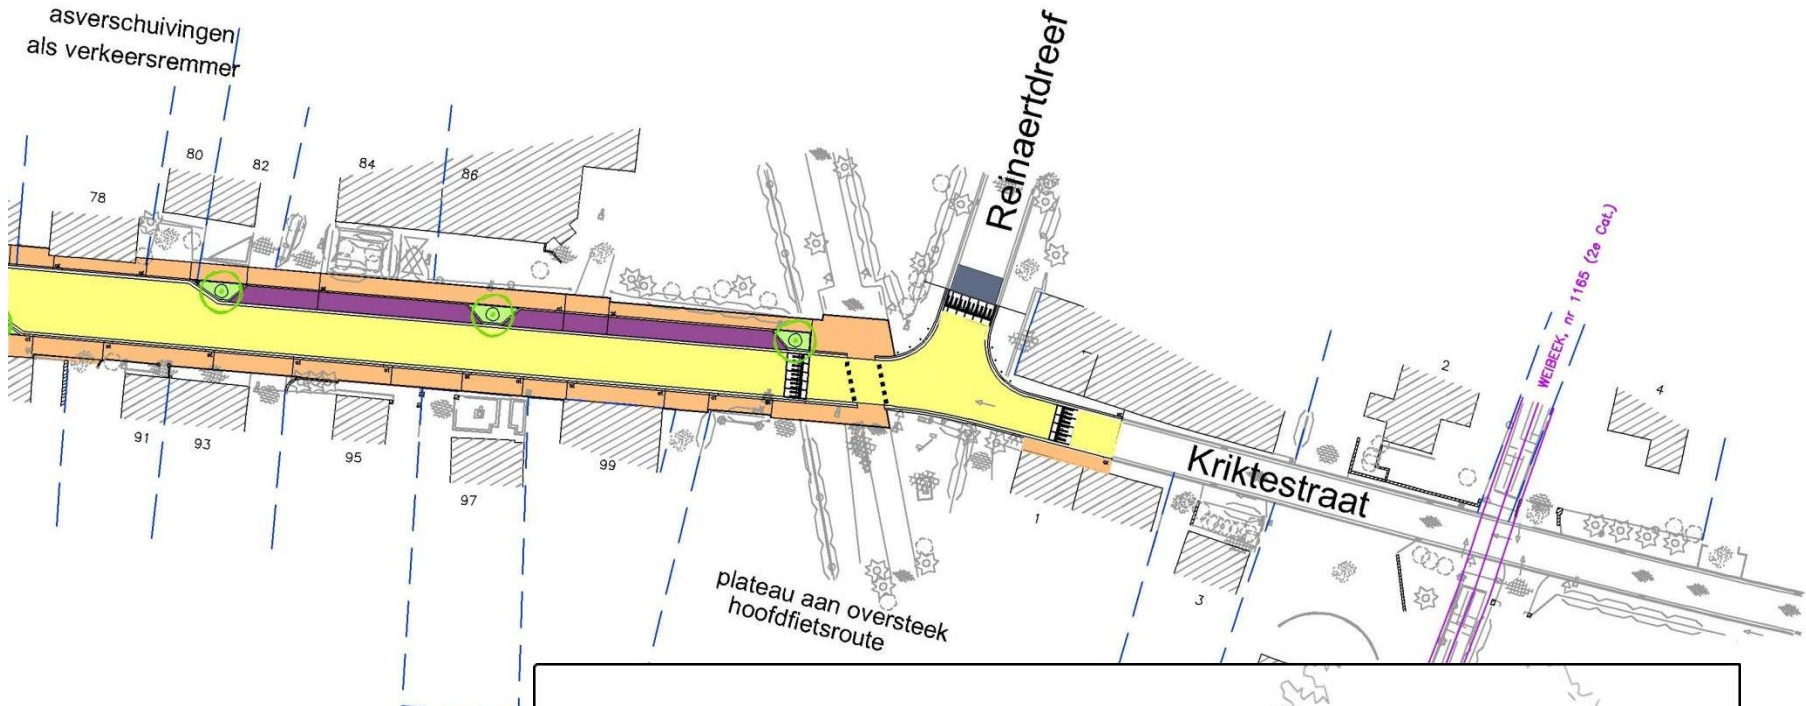 asverschuivingen
als verkeersremmer
Reinaertdreef
80
82
84
86
78
WEIBEEK, nr 1165 (2e Cat.)
2
4
1
91
93
95
97
99
Kriktestraat
1
3
plateau aan oversteek
hoofdfietsroute